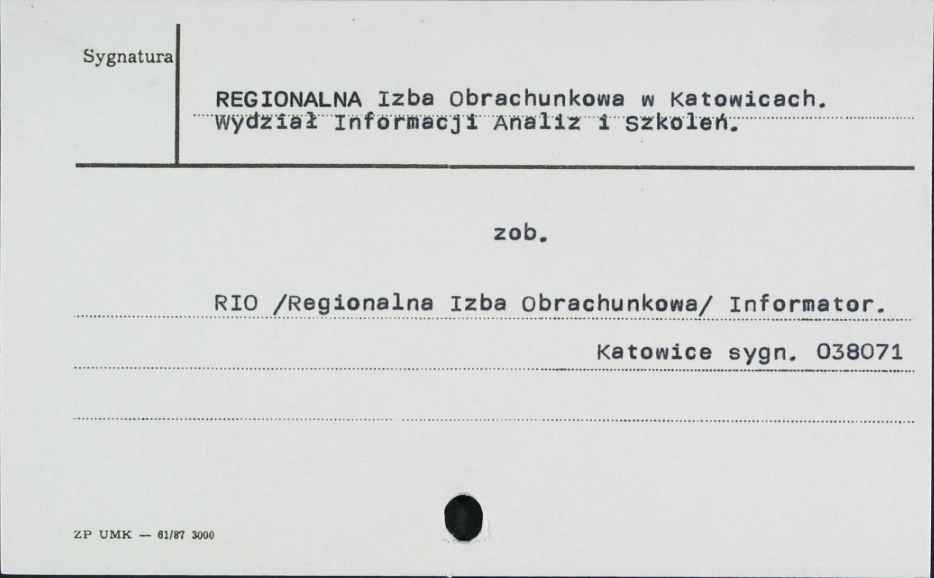 Sygnatura
REGIONALNA Izba Obrachunkowa w Katowicach.
Wydział Informacji Analiz i Szkoleń.
zob.
RIO /Regionalna Izba Obrachunkowa/ Informator.
Katowice sygn. 038071
ZP UMK — 61/87 3000